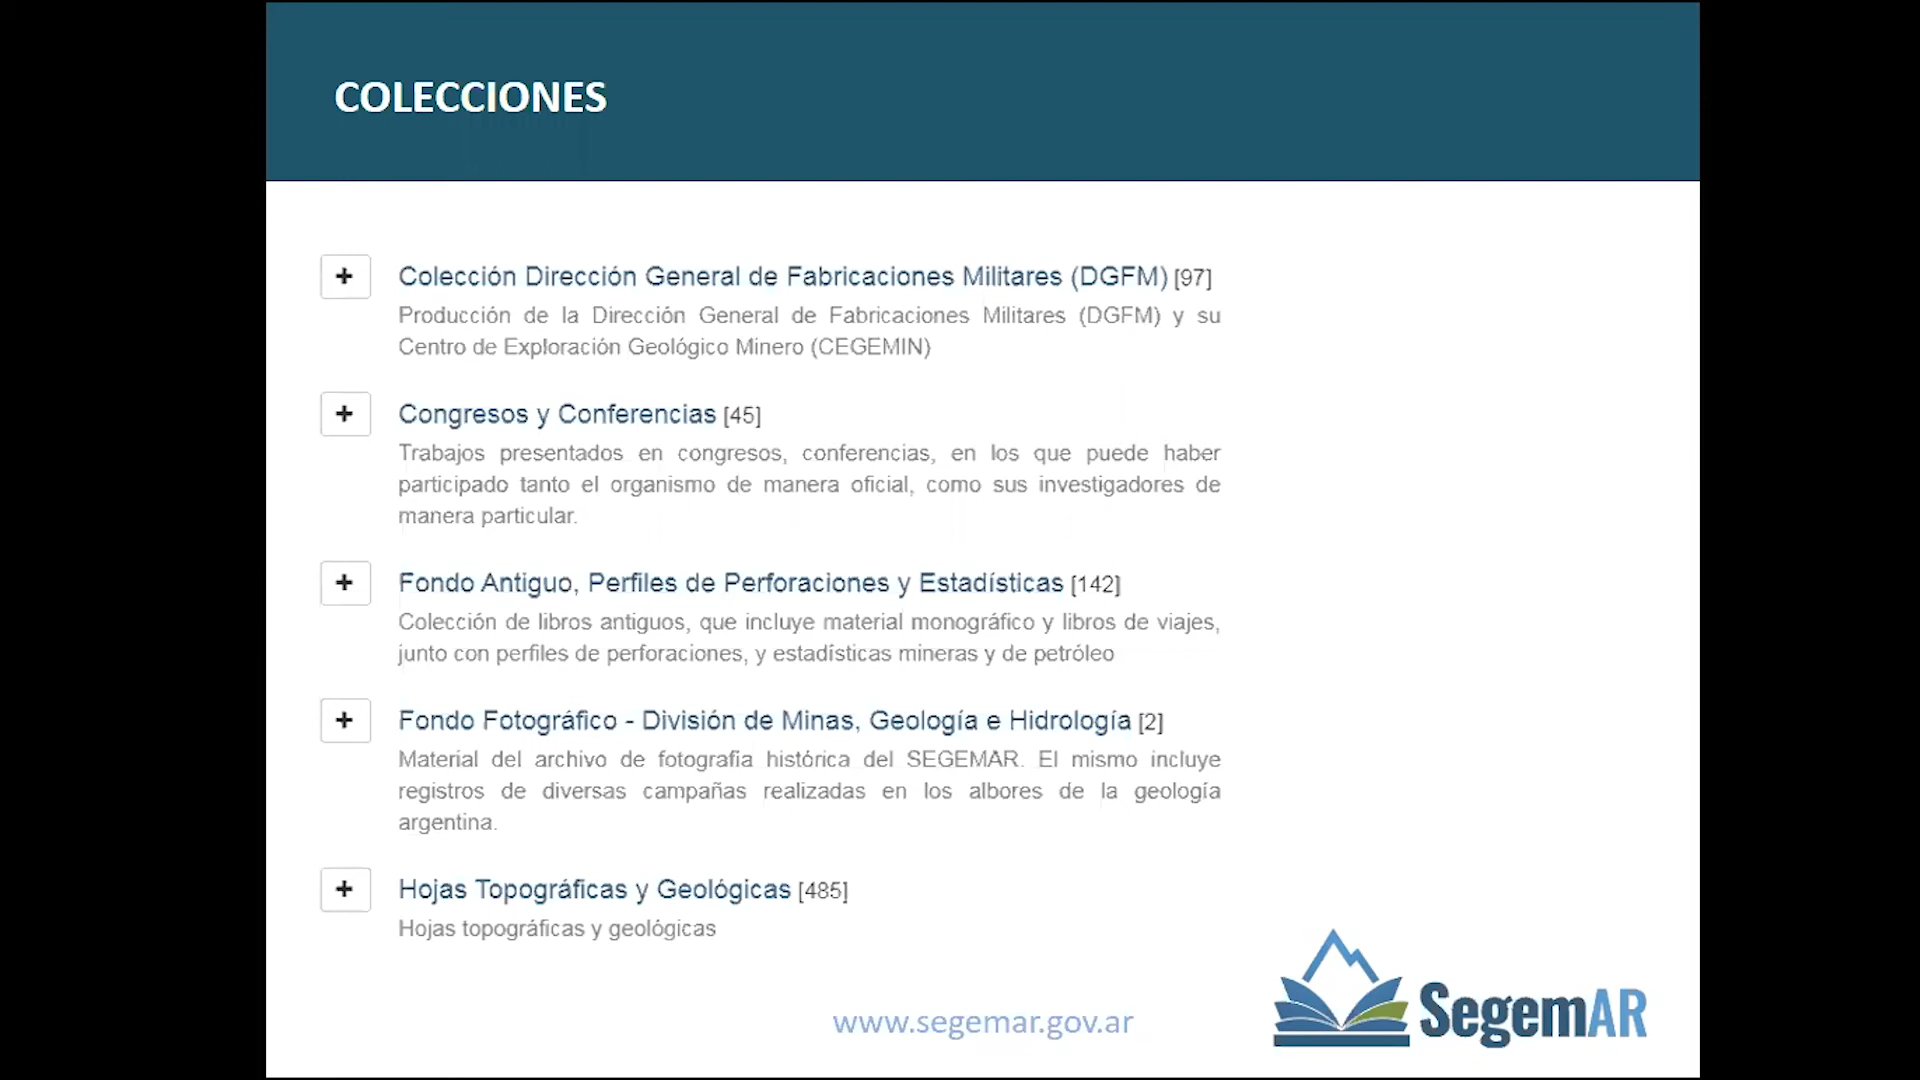 COLECCIONES
+ Colección Dirección General de Fabricaciones Militares (DGFM) [97]
Producción de la Dirección General de Fabricaciones Militares (DGFM) y su
Centro de Exploración Geológico Minero (CEGEMIN)
+ Congresos y Conferencias [45]
Trabajos presentados en congresos, conferencias, en los que puede haber
participado tanto el organismo de manera oficial, como sus investigadores de
manera particular.
+ Fondo Antiguo, Perfiles de Perforaciones y Estadísticas [142]
Colección de libros antiguos, que incluye material monográfico y libros de viajes,
junto con perfiles de perforaciones, y estadísticas mineras y de petróleo
+ Fondo Fotográfico - División de Minas, Geología e Hidrología [2]
Material del archivo de fotografía histórica del SEGEMAR. El mismo incluye
registros de diversas campañas realizadas en los albores de la geología
argentina.
+ Hojas Topográficas y Geológicas [485]
Hojas topográficas y geológicas
www.segemar.gov.ar
SegemAR